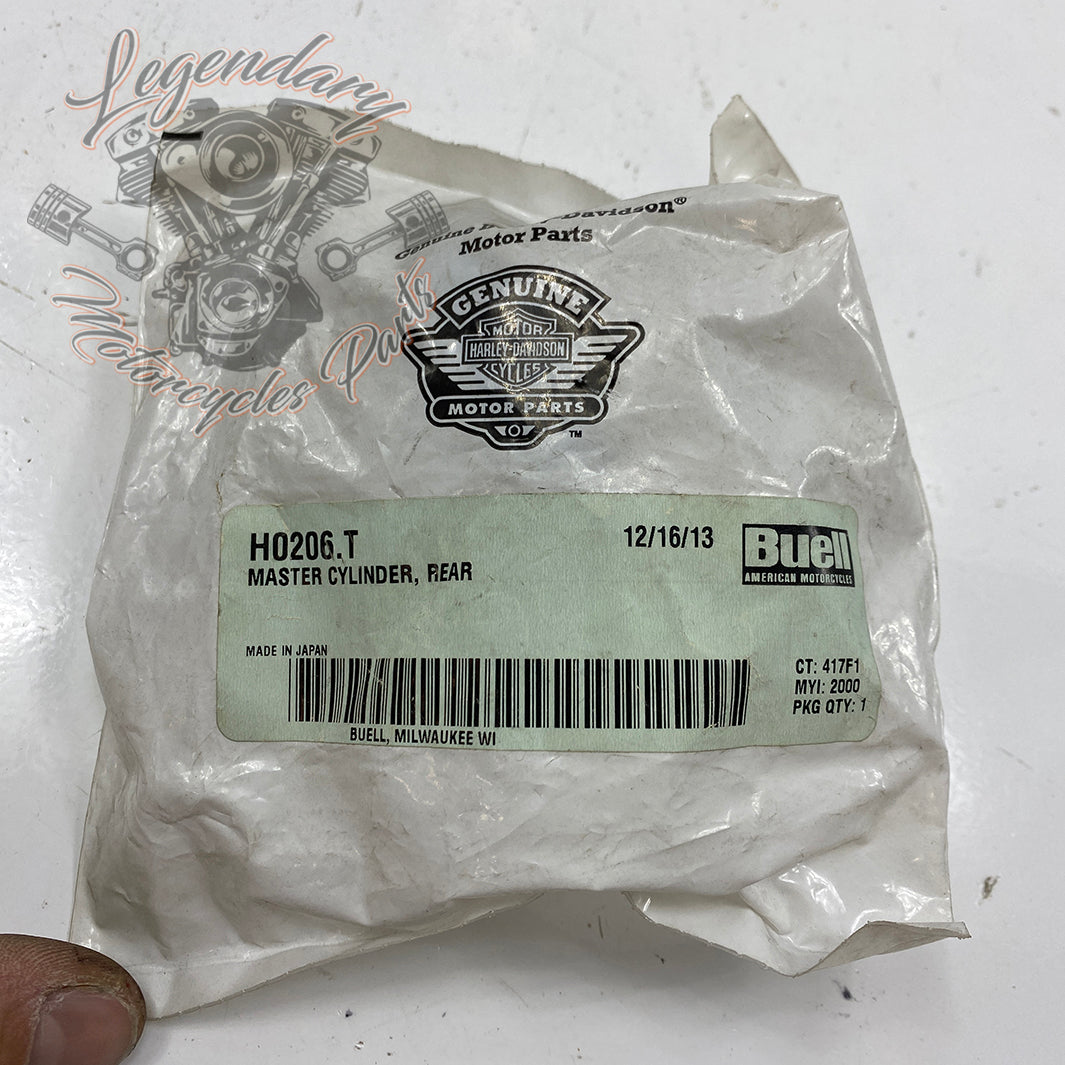 Legendary
Motorcycles Parts
Genuine Harley-Davidson®
Motor Parts
GENUINE
MOTOR
HARLEY-DAVIDSON
CYCLES
MOTOR PARTS
TM
H0206.T
12/16/13
Buell
MASTER CYLINDER, REAR
AMERICAN MOTORCYCLES
MADE IN JAPAN
CT: 417F1
MYI: 2000
PKG QTY: 1
BUELL, MILWAUKEE WI